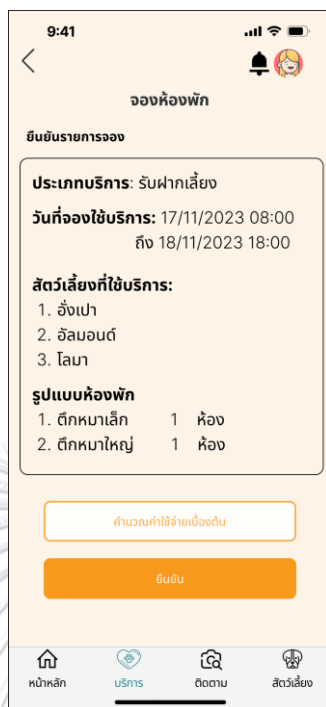 9:41
จองห้องพัก
ยืนยันรายการจอง
ประเภทบริการ: รับฝากเลี้ยง
วันที่จองใช้บริการ: 17/11/2023 08:00
ถึง 18/11/2023 18:00
สัตว์เลี้ยงที่ใช้บริการ:
1. อั่งเปา
2. อัลมอนด์
3. โลมา
รูปแบบห้องพัก
1. ตึกหมาเล็ก 1 ห้อง
2. ตึกหมาใหญ่ 1 ห้อง
คำนวณค่าใช้จ่ายเบื้องต้น
ยืนยัน
หน้าหลัก บริการ ติดตาม สัตว์เลี้ยง